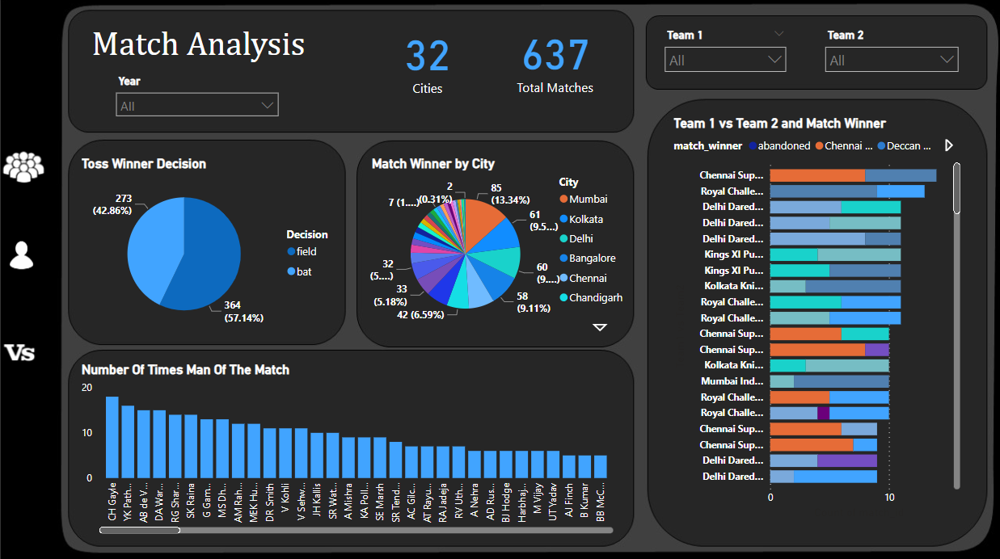 Match Analysis
32
Cities
637
Total Matches
Year
All
Team 1
All
Team 2
All
Toss Winner Decision
273
(42.86%)
364
(57.14%)
Decision
field
bat
Match Winner by City
2
(0.31%)
7 (1....)
85
(13.34%)
61
(9.5...)
60
(9....)
58
(9.11%)
42 (6.59%)
33
(5.18%)
32
(5....)
City
Mumbai
Kolkata
Delhi
Bangalore
Chennai
Chandigarh
Vs
Number Of Times Man Of The Match
20
10
0
CH Gayle
YK Path...
AB de V...
DA War...
RG Shar...
SK Raina
G Gam...
MS Dh...
AM Rah...
MEK Hu...
DR Smith
V Kohli
V Sehw...
JH Kallis
SR Wat...
A Mishra
KA Poll...
SE Marsh
SR Tend...
AC Gilc...
AT Rayu...
RA Jadeja
RV Uth...
A Nehra
AD Rus...
BJ Hodge
Harbhaj...
M Vijay
UT Yadav
AJ Finch
B Kumar
BB McC...
Team 1 vs Team 2 and Match Winner
match_winner abandoned Chennai ... Deccan ...
Chennai Sup...
Royal Challe...
Delhi Dared...
Delhi Dared...
Delhi Dared...
Kings XI Pu...
Kings XI Pu...
Kolkata Kni...
Royal Challe...
Royal Challe...
Chennai Sup...
Chennai Sup...
Kolkata Kni...
Mumbai Ind...
Royal Challe...
Royal Challe...
Chennai Sup...
Chennai Sup...
Delhi Dared...
Delhi Dared...
0
10